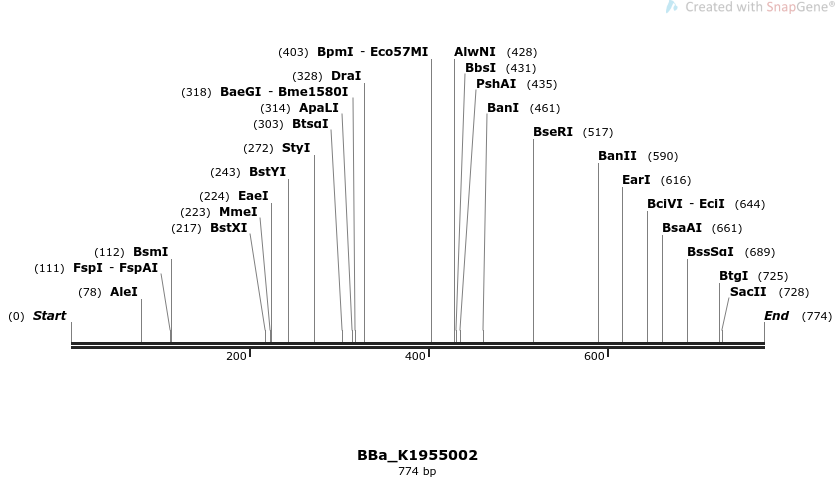 Created with SnapGene®
(403) BpmI - Eco57MI AlwNI (428)
BbsI (431)
(328) DraI PshAI (435)
(318) BaeGI - Bme1580I
(314) ApaLI BanI (461)
(303) BtsαI
BseRI (517)
(272) StyI
BanII (590)
(243) BstYI
EarI (616)
(224) EaeI
BciVI - EciI (644)
(223) MmeI
(217) BstXI BsaAI (661)
(112) BsmI BssSαI (689)
(111) FspI - FspAI
BtgI (725)
(78) AleI SacII (728)
(0) Start End (774)
200 400 600
BBa_K1955002
774 bp